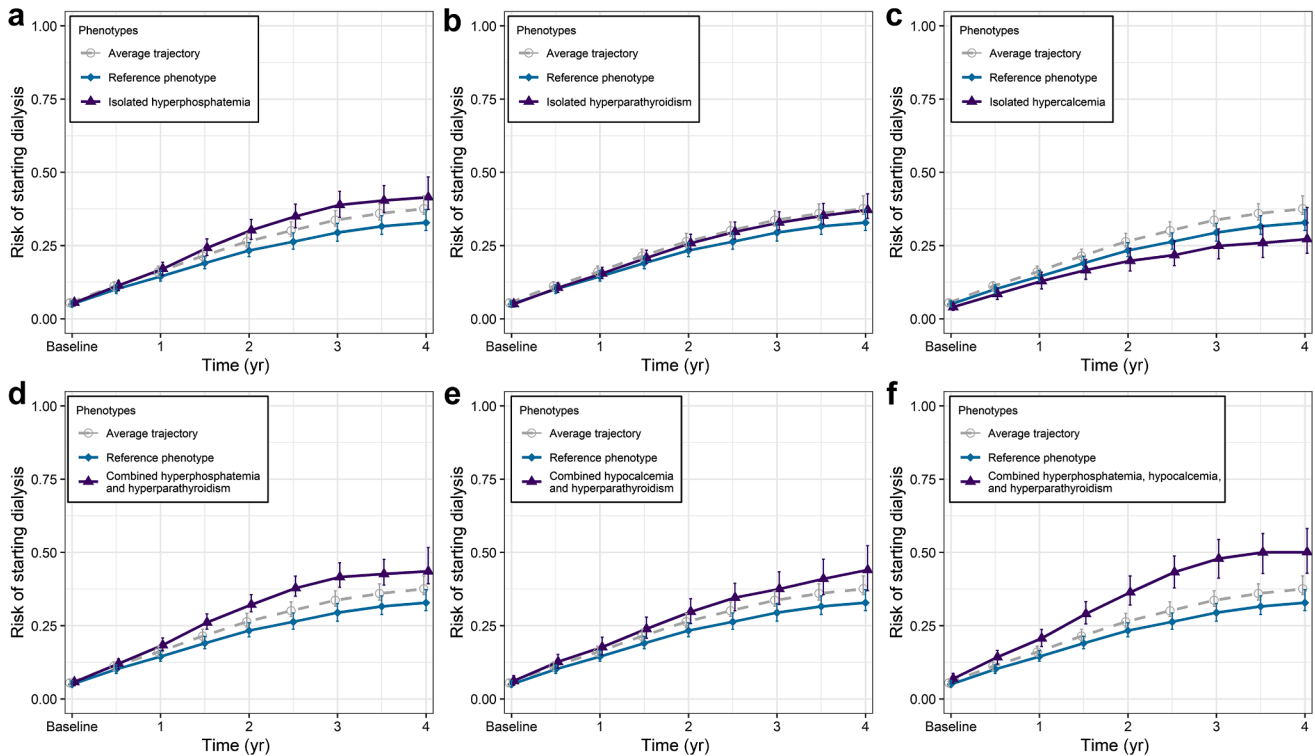 a
Risk of starting dialysis
1.00
0.75
0.50
0.25
0.00
Phenotypes
Average trajectory
Reference phenotype
Isolated hyperphosphatemia
Baseline 1 2 3 4
Time (yr)
b
Risk of starting dialysis
1.00
0.75
0.50
0.25
0.00
Phenotypes
Average trajectory
Reference phenotype
Isolated hyperparathyroidism
Baseline 1 2 3 4
Time (yr)
c
Risk of starting dialysis
1.00
0.75
0.50
0.25
0.00
Phenotypes
Average trajectory
Reference phenotype
Isolated hypercalcemia
Baseline 1 2 3 4
Time (yr)
d
Risk of starting dialysis
1.00
0.75
0.50
0.25
0.00
Phenotypes
Average trajectory
Reference phenotype
Combined hyperphosphatemia
and hyperparathyroidism
Baseline 1 2 3 4
Time (yr)
e
Risk of starting dialysis
1.00
0.75
0.50
0.25
0.00
Phenotypes
Average trajectory
Reference phenotype
Combined hypocalcemia
and hyperparathyroidism
Baseline 1 2 3 4
Time (yr)
f
Risk of starting dialysis
1.00
0.75
0.50
0.25
0.00
Phenotypes
Average trajectory
Reference phenotype
Combined hyperphosphatemia, hypocalcemia,
and hyperparathyroidism
Baseline 1 2 3 4
Time (yr)